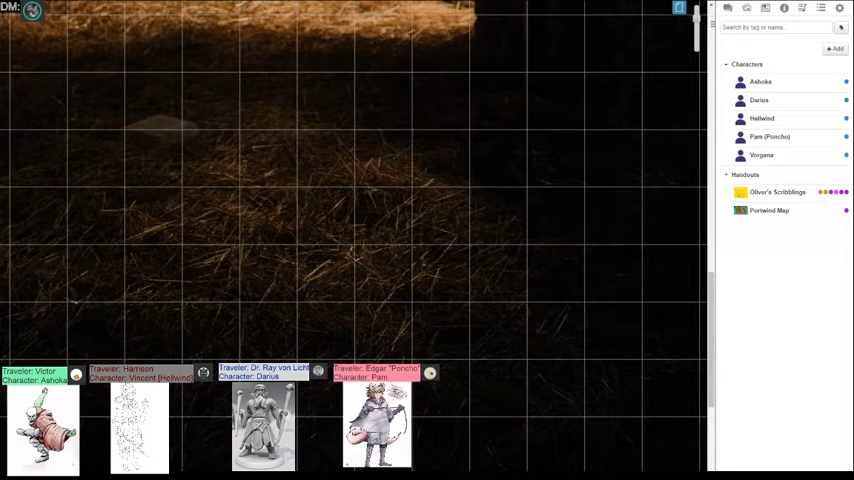 DM:
Search by tag or name...
+ Add
Characters
Ashoka
Darius
Hellwind
Pam (Poncho)
Vorgana
Handouts
Oliver's Scribblings
Portwind Map
Traveler: Victor
Character: Ashoka
Traveler: Harrison
Character: Vincent [Hellwind]
Traveler: Dr. Ray von Licht
Character: Darius
Traveler: Edgar "Poncho"
Character: Pam